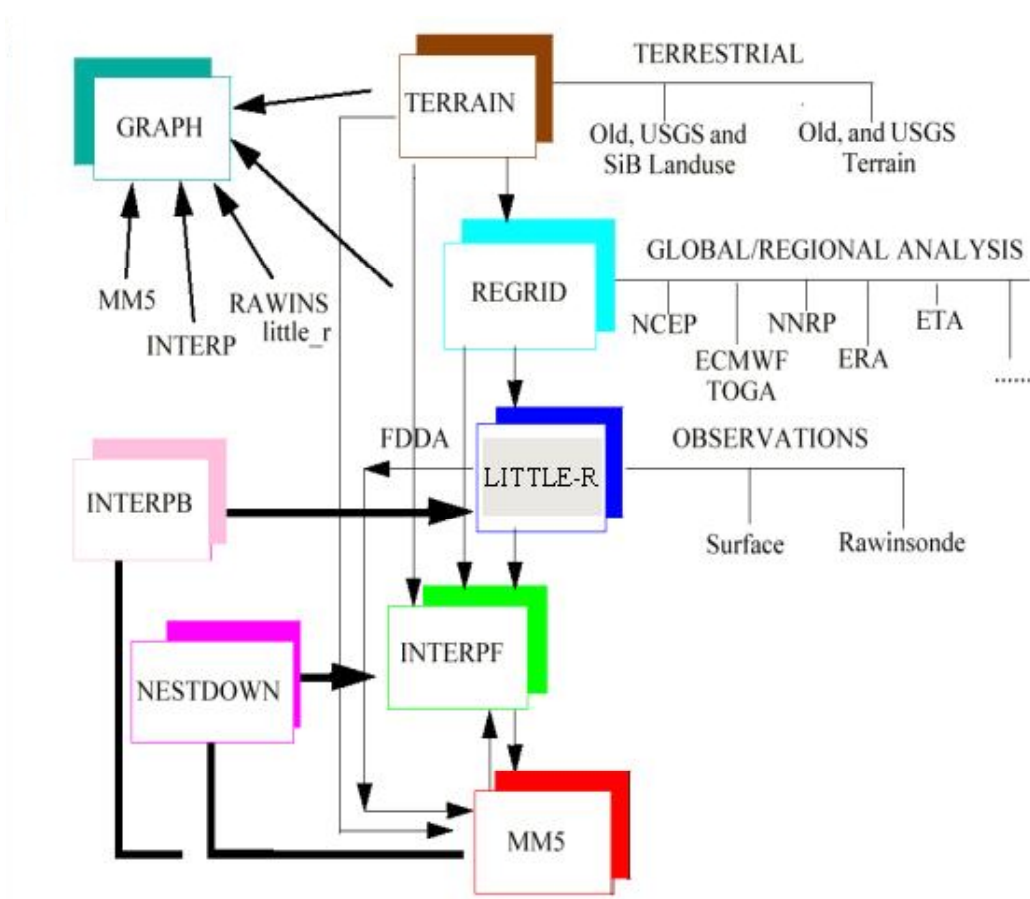 TERRESTRIAL
TERRAIN
GRAPH
Old, USGS and
SiB Landuse
Old, and USGS
Terrain
GLOBAL/REGIONAL ANALYSIS
REGRID
MM5
RAWINS
little_r
INTERP
NCEP
NNRP
ETA
ECMWF
TOGA
ERA
......
FDDA
OBSERVATIONS
LITTLE-R
INTERPB
Surface
Rawinsonde
INTERPF
NESTDOWN
MM5